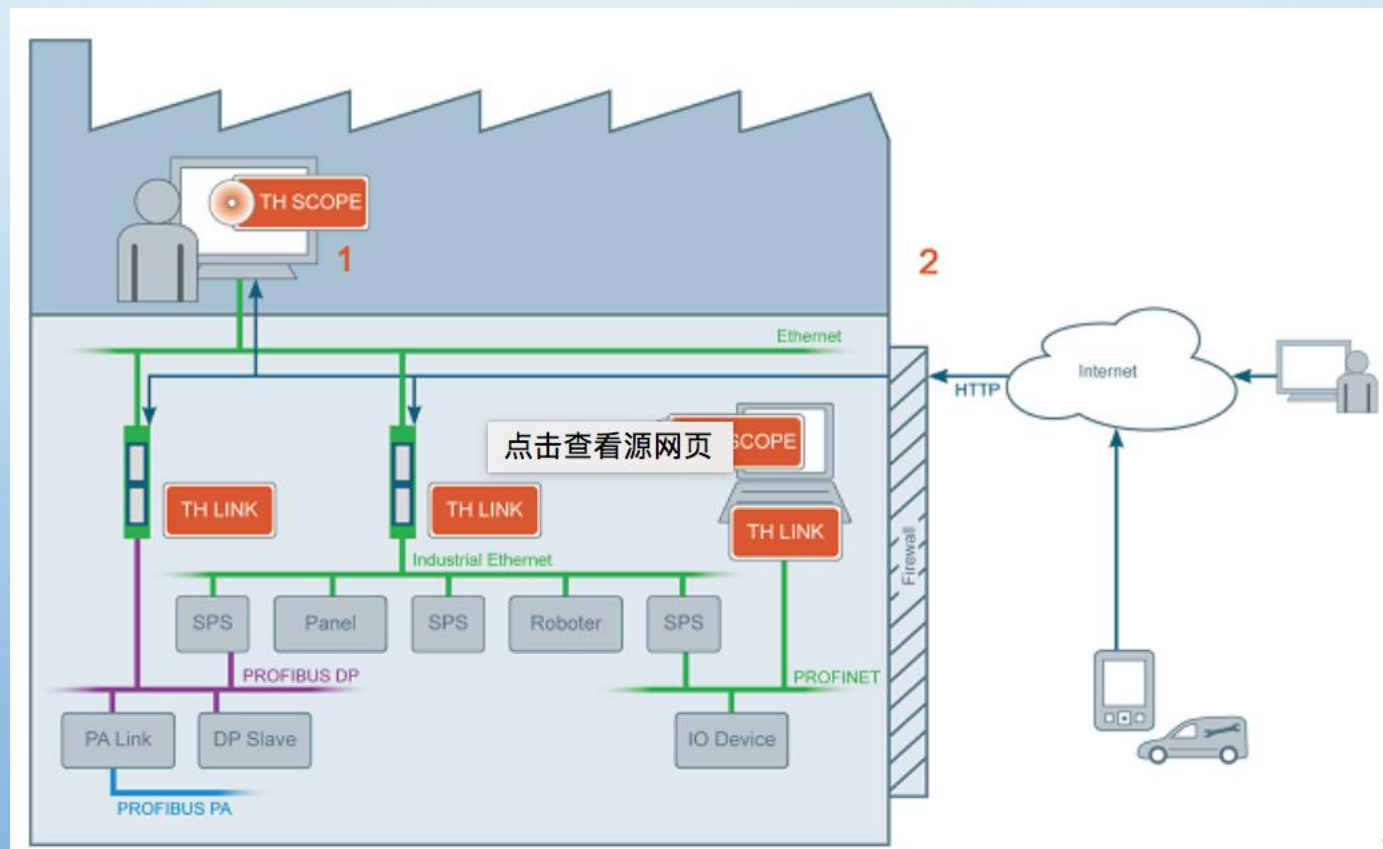 TH SCOPE
1
2
Ethernet
Internet
HTTP
点击查看源网页
SCOPE
TH LINK
TH LINK
TH LINK
Firewall
Industrial Ethernet
SPS
Panel
SPS
Roboter
SPS
PROFIBUS DP
PROFINET
PA Link
DP Slave
IO Device
PROFIBUS PA